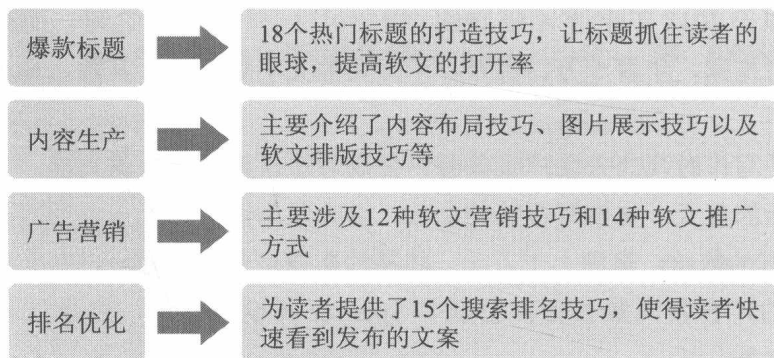 爆款标题
18个热门标题的打造技巧，让标题抓住读者的
眼球，提高软文的打开率
内容生产
主要介绍了内容布局技巧、图片展示技巧以及
软文排版技巧等
广告营销
主要涉及12种软文营销技巧和14种软文推广
方式
排名优化
为读者提供了15个搜索排名技巧，使得读者快
速看到发布的文案